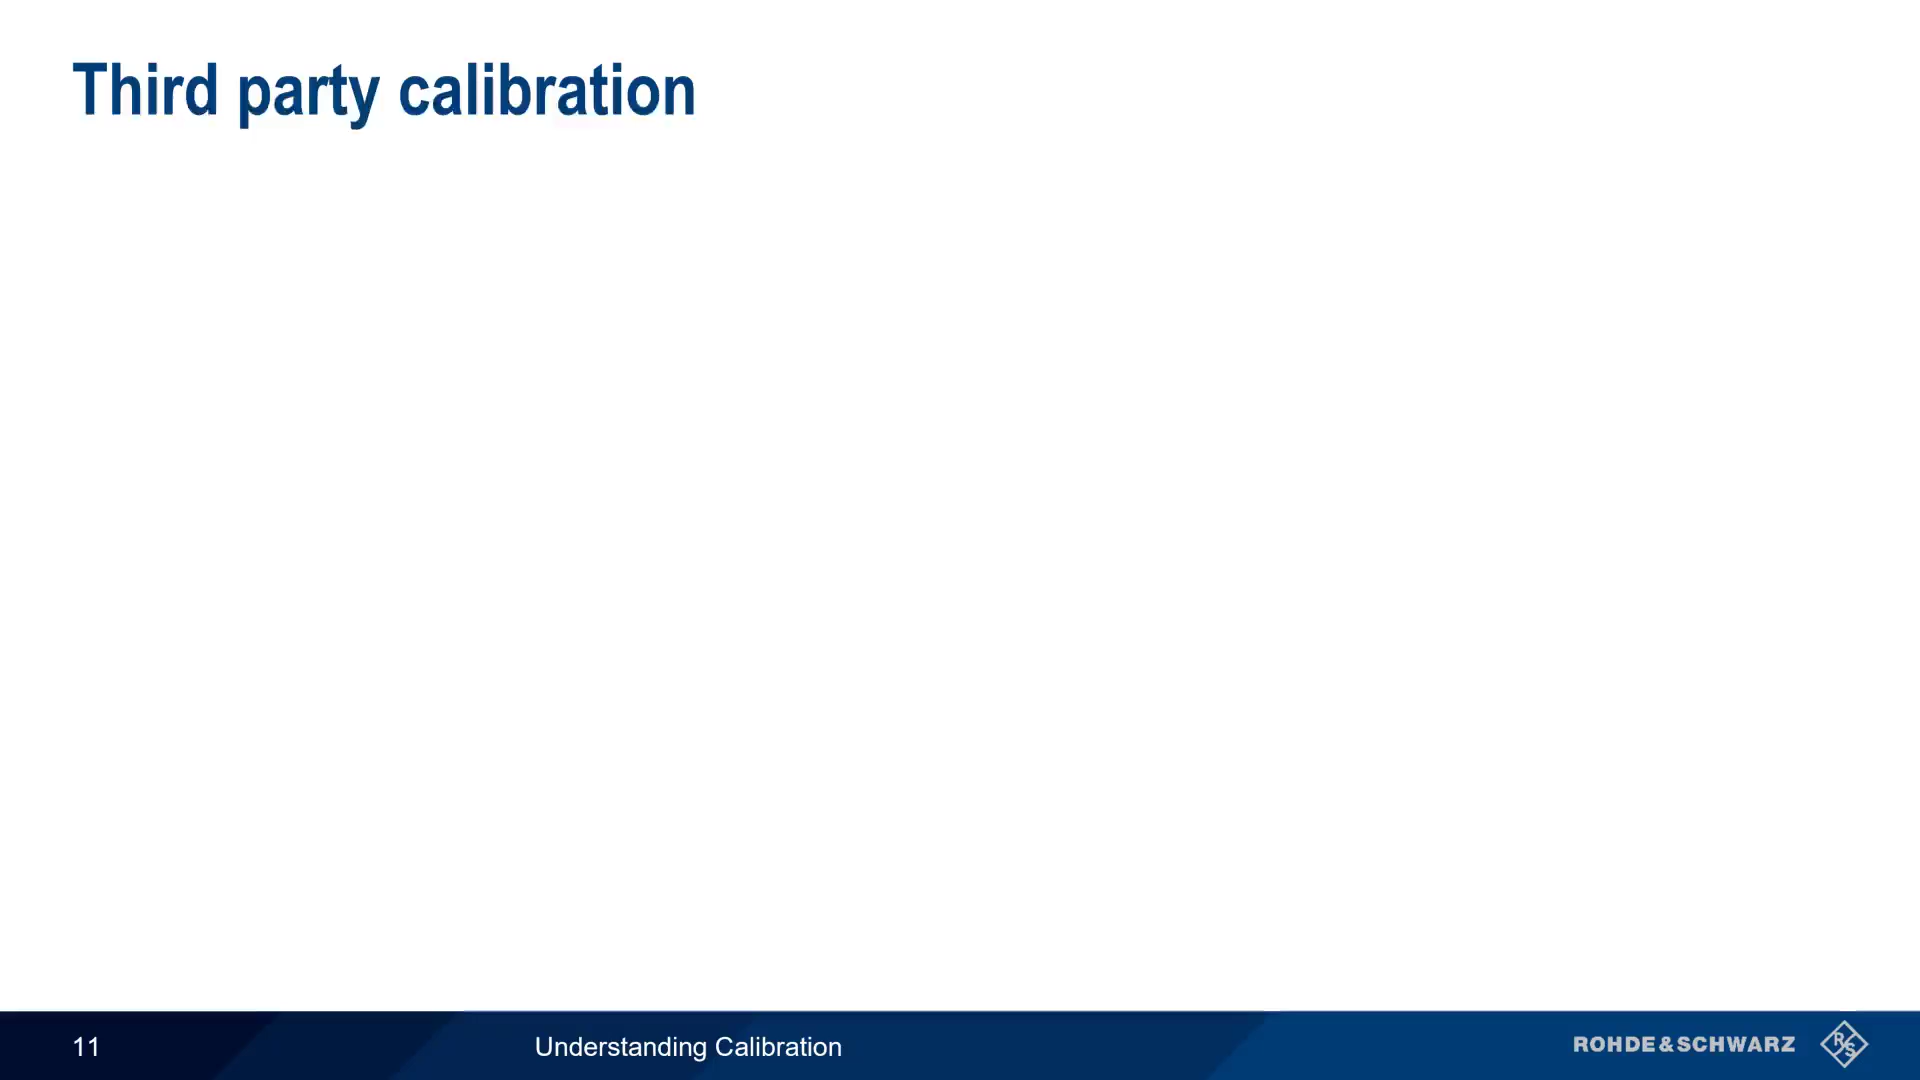 Third party calibration
11
Understanding Calibration
ROHDE&SCHWARZ
R
S